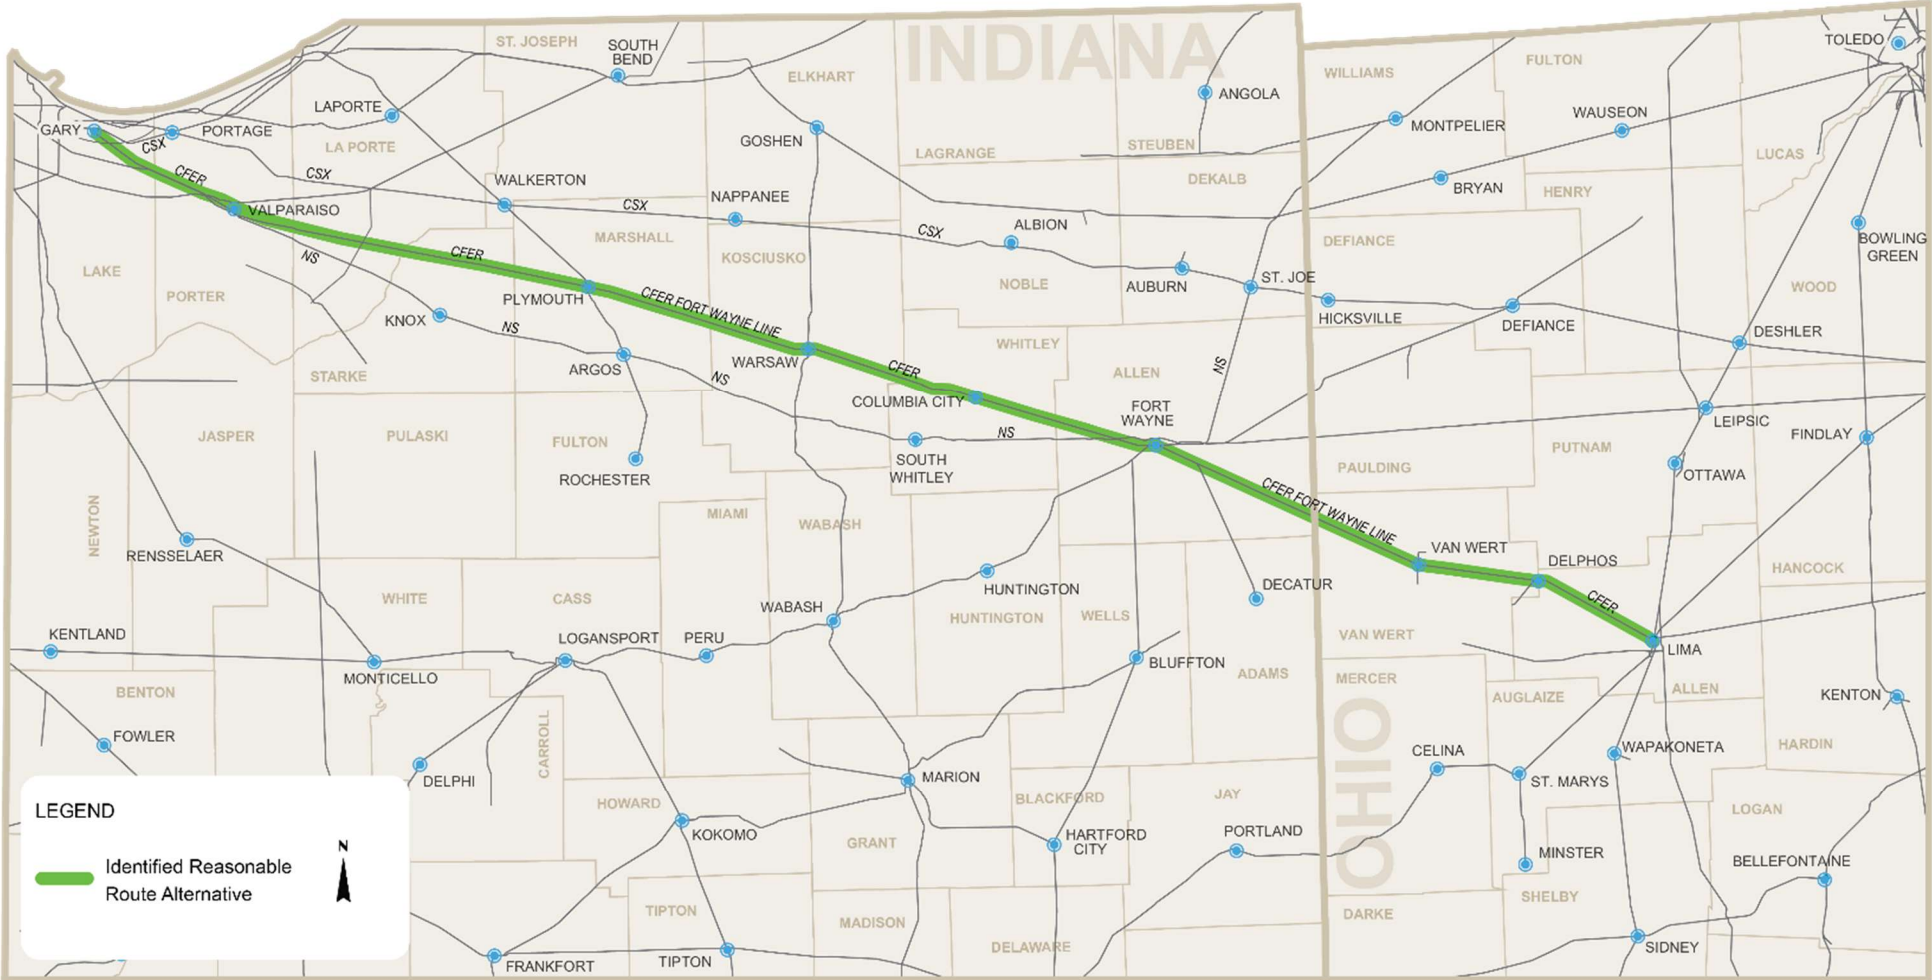 INDIANA
ST. JOSEPH
SOUTH
BEND
ELKHART
ANGOLA
WILLIAMS
FULTON
TOLEDO
LAPORTE
GARY
PORTAGE
CSX
LA PORTE
GOSHEN
LAGRANGE
STEUBEN
MONTPELIER
WAUSEON
LUCAS
CFER
CSX
WALKERTON
NAPPANEE
DEKALB
BRYAN
HENRY
VALPARAISO
CSX
MARSHALL
CSX
ALBION
DEFIANCE
BOWLING
GREEN
LAKE
NS
CFER
KOSCIUSKO
NOBLE
AUBURN
ST. JOE
WOOD
PORTER
PLYMOUTH
CFER FORT WAYNE LINE
HICKSVILLE
DEFIANCE
DESHLER
KNOX
NS
WARSAW
WHITLEY
NS
STARKE
ARGOS
NS
CFER
ALLEN
COLUMBIA CITY
FORT
WAYNE
LEIPSIC
JASPER
PULASKI
FULTON
NS
PUTNAM
FINDLAY
ROCHESTER
SOUTH
WHITLEY
PAULDING
OTTAWA
NEWTON
MIAMI
WABASH
CFER FORT WAYNE LINE
RENSSELAER
VAN WERT
DELPHOS
HANCOCK
WHITE
CASS
HUNTINGTON
DECATUR
CFER
WABASH
HUNTINGTON
WELLS
KENTLAND
LOGANSPORT
PERU
VAN WERT
LIMA
MONTICELLO
BLUFFTON
ADAMS
MERCER
BENTON
AUGLAIZE
ALLEN
KENTON
FOWLER
CARROLL
OHIO
CELINA
WAPAKONETA
HARDIN
DELPHI
MARION
ST. MARYS
HOWARD
BLACKFORD
JAY
LOGAN
KOKOMO
GRANT
HARTFORD
CITY
PORTLAND
MINSTER
BELLEFONTAINE
SHELBY
TIPTON
MADISON
DARKE
DELAWARE
SIDNEY
FRANKFORT
TIPTON
LEGEND
Identified Reasonable
Route Alternative
N